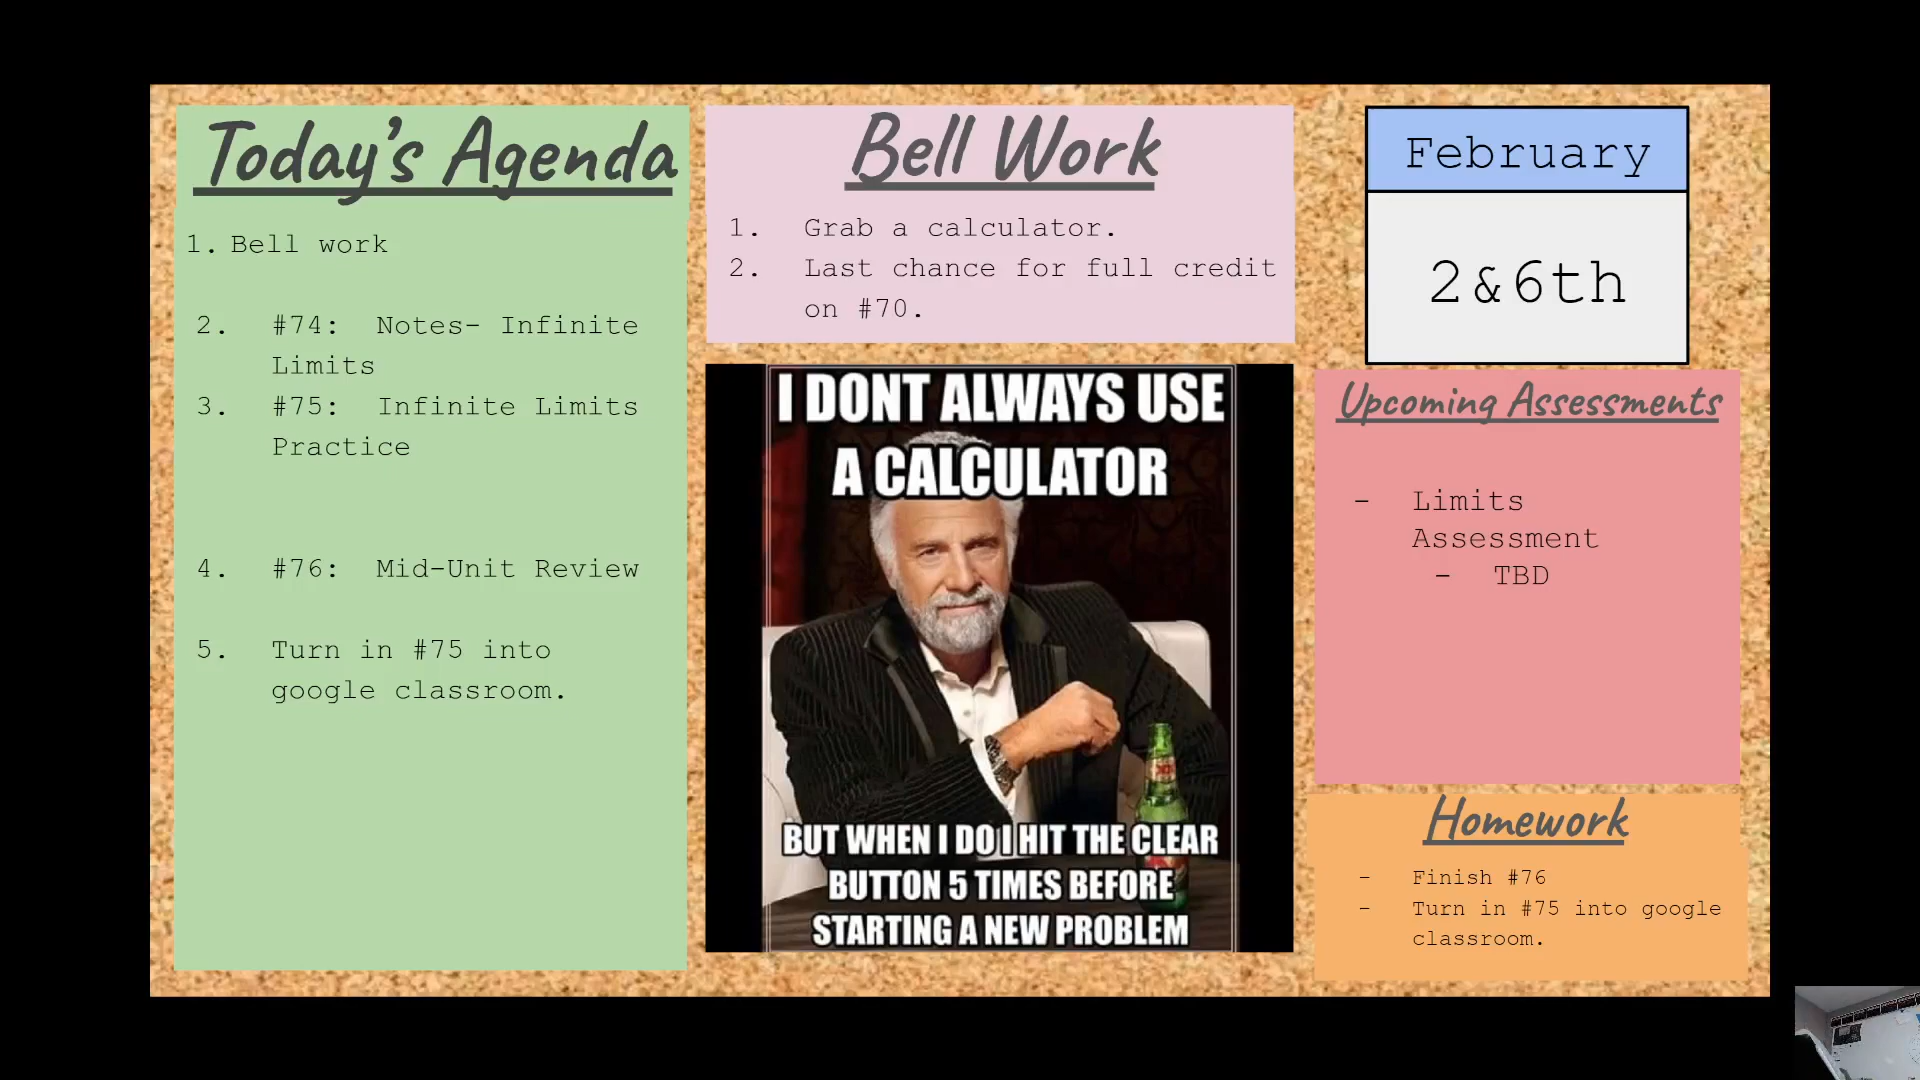 Today's Agenda
1. Bell work
2. #74: Notes- Infinite
Limits
3. #75: Infinite Limits
Practice
4. #76: Mid-Unit Review
5. Turn in #75 into
google classroom.
Bell Work
1. Grab a calculator.
2. Last chance for full credit
on #70.
I DONT ALWAYS USE
A CALCULATOR
BUT WHEN I DO I HIT THE CLEAR
BUTTON 5 TIMES BEFORE
STARTING A NEW PROBLEM
February
2&6th
Upcoming Assessments
- Limits
Assessment
- TBD
Homework
- Finish #76
- Turn in #75 into google
classroom.